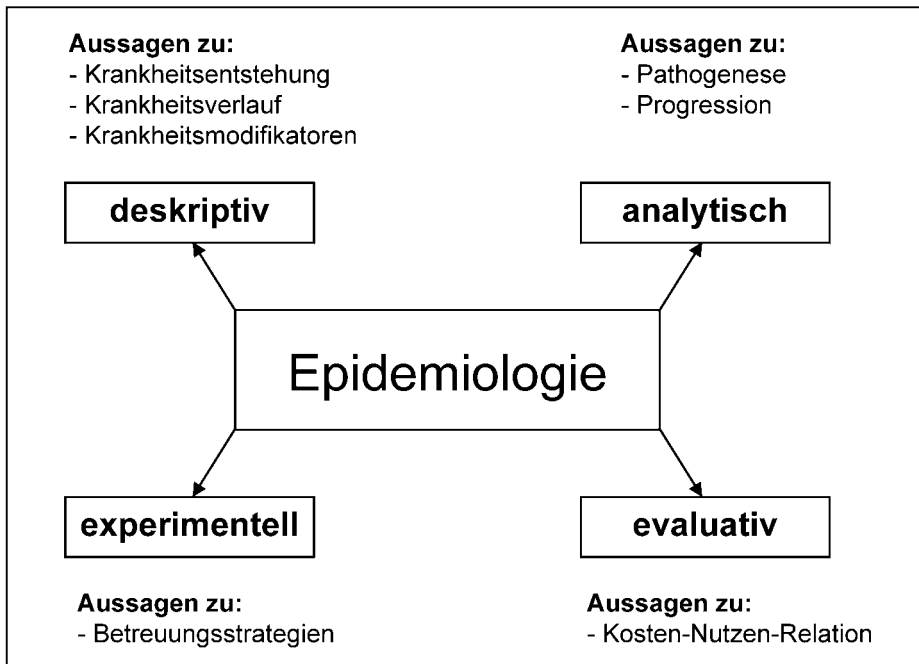 Aussagen zu:
- Krankheitsentstehung
- Krankheitsverlauf
- Krankheitsmodifikatoren
deskriptiv
Aussagen zu:
- Pathogenese
- Progression
analytisch
Epidemiologie
experimentell
Aussagen zu:
- Betreuungsstrategien
evaluativ
Aussagen zu:
- Kosten-Nutzen-Relation